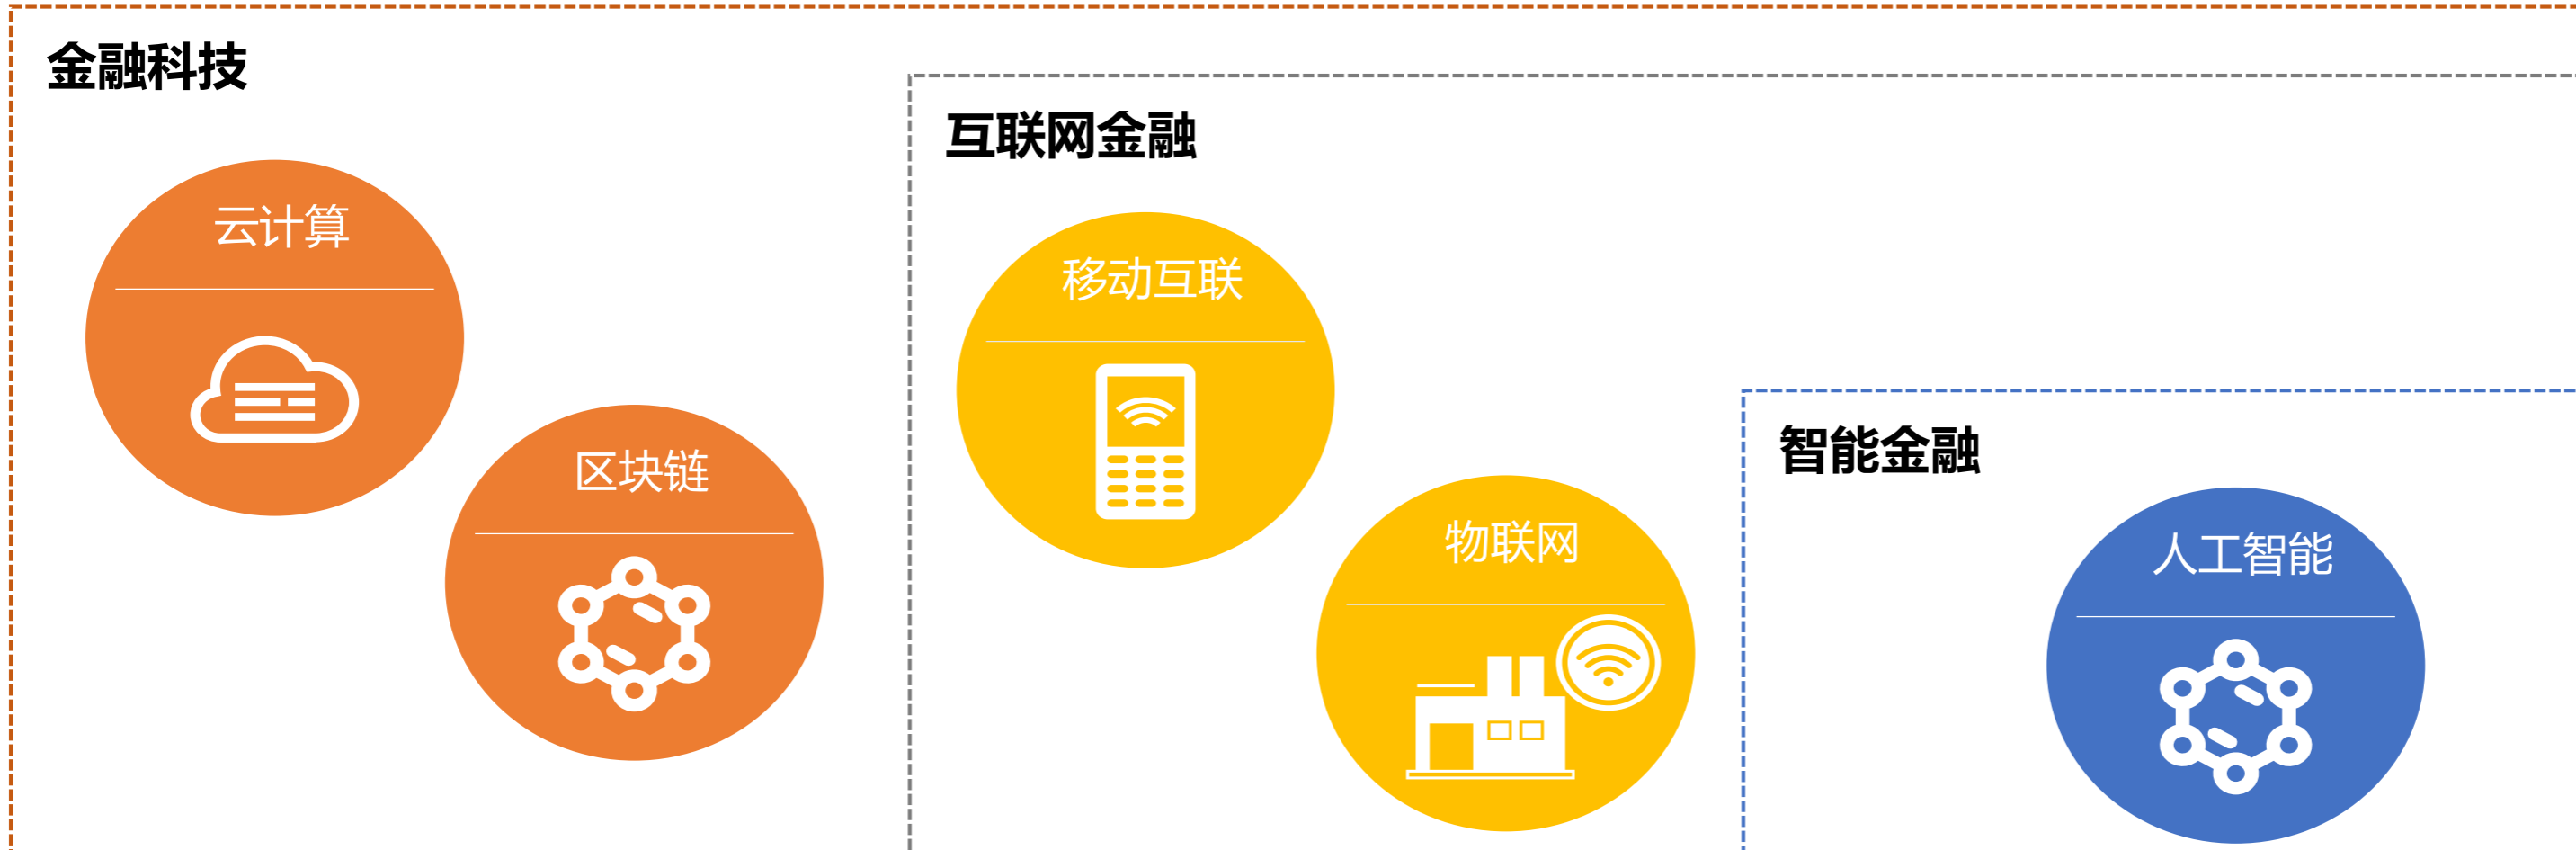 金融科技
云计算
区块链
互联网金融
移动互联
物联网
智能金融
人工智能